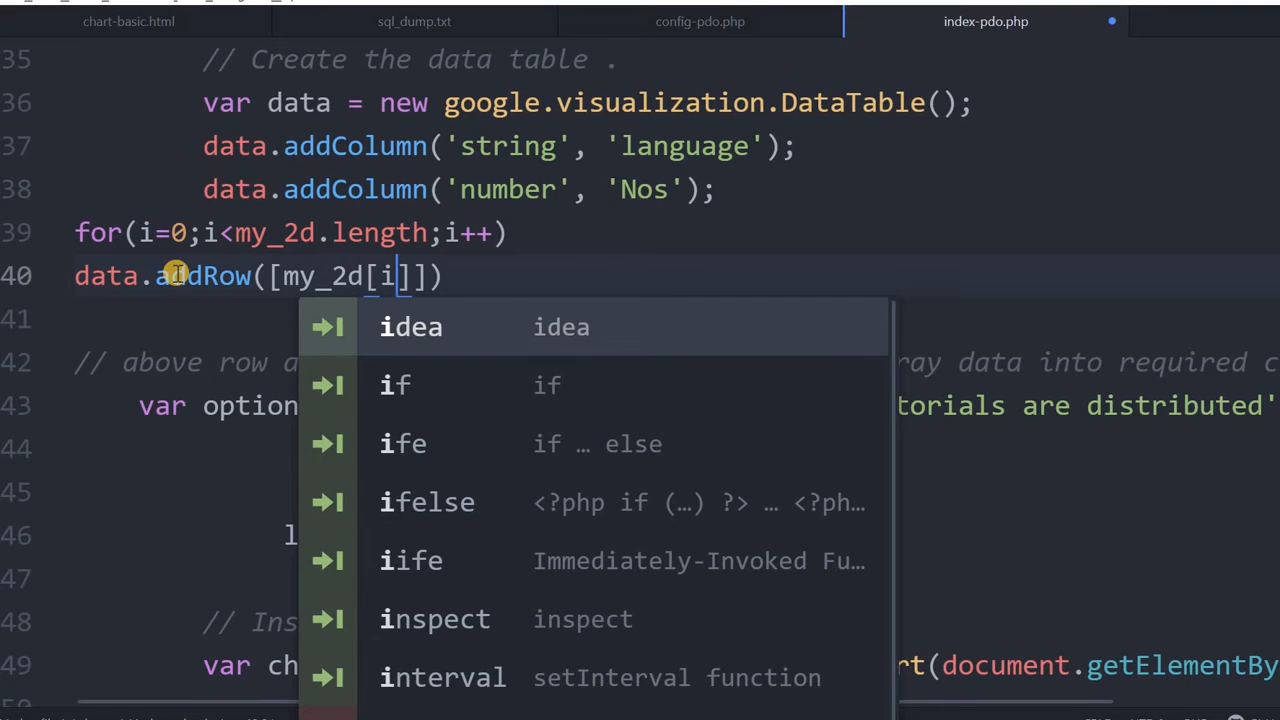 chart-basic.html sql_dump.txt config-pdo.php index-pdo.php
35 // Create the data table .
36 var data = new google.visualization.DataTable();
37 data.addColumn('string', 'language');
38 data.addColumn('number', 'Nos');
39 for(i=0;i<my_2d.length;i++)
40 data.addRow([my_2d[i]])
41
42 // above row a ray data into required c
43 var option torials are distributed'
44
45
46 l
47
48 // Ins
49 var ch rt(document.getElementBy
idea idea
if if
ife if … else
ifelse <?php if (…) ?> … <?ph…
iife Immediately-Invoked Fu…
inspect inspect
interval setInterval function